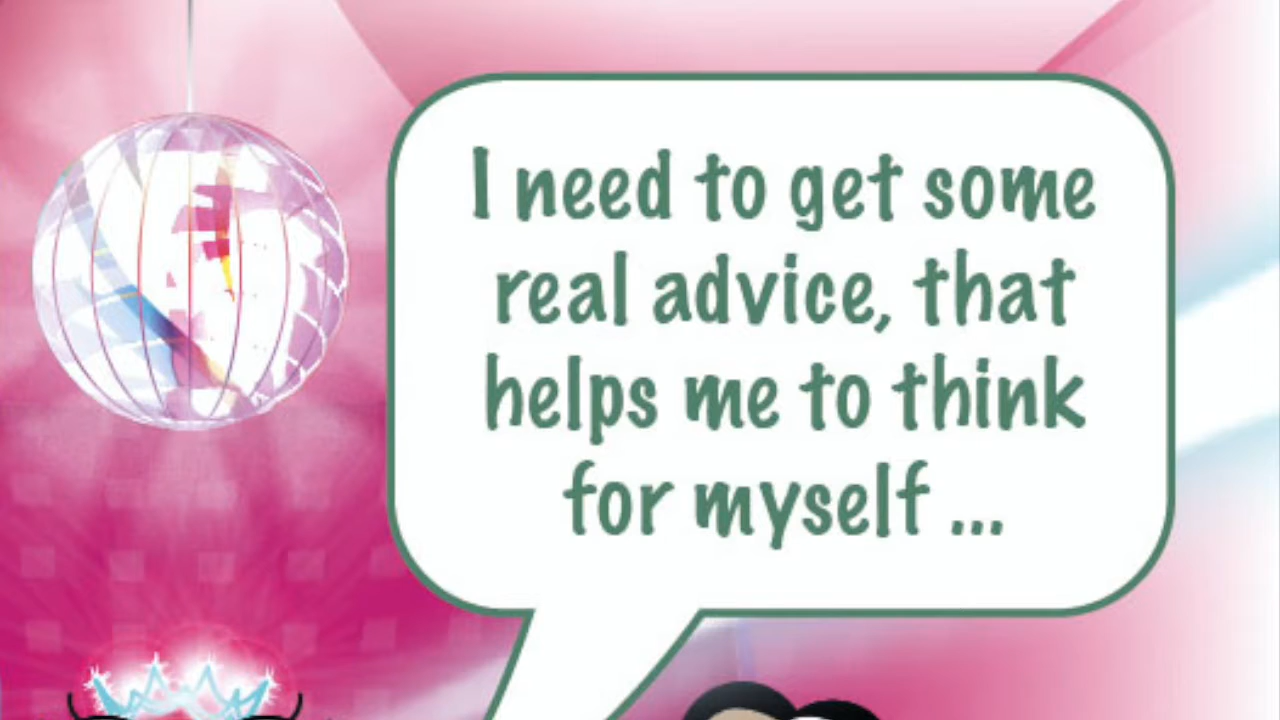 I need to get some
real advice, that
helps me to think
for myself ...